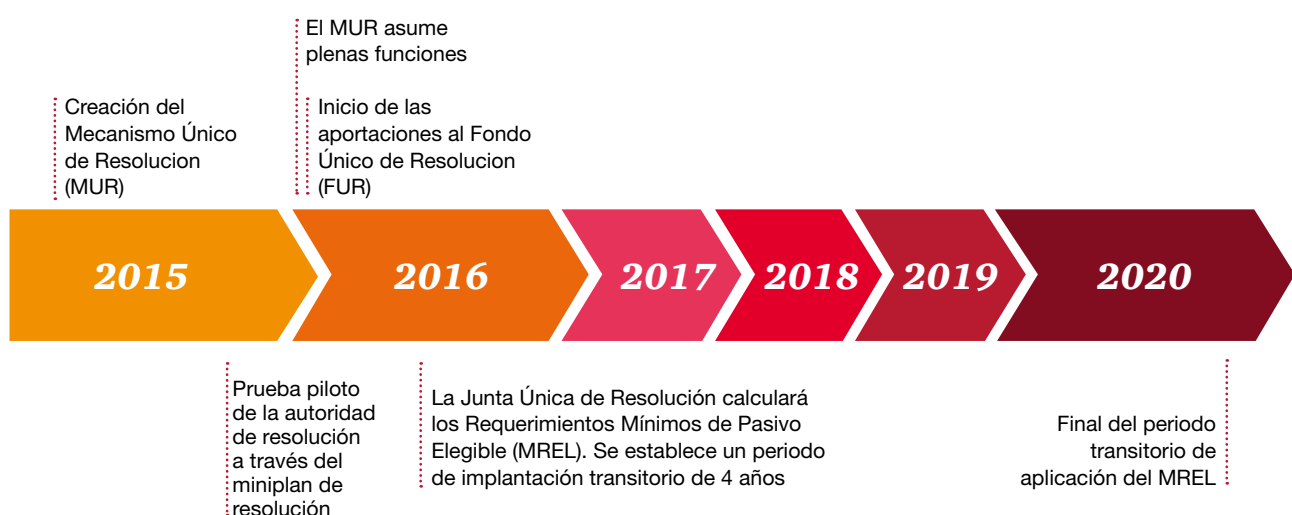 El MUR asume
plenas funciones
Creación del
Mecanismo Único
de Resolucion
(MUR)
Inicio de las
aportaciones al Fondo
Único de Resolucion
(FUR)
2015
2016
2017
2018
2019
2020
Prueba piloto
de la autoridad
de resolución
a través del
miniplan de
resolución
La Junta Única de Resolución calculará
los Requerimientos Mínimos de Pasivo
Elegible (MREL). Se establece un periodo
de implantación transitorio de 4 años
Final del periodo
transitorio de
aplicación del MREL